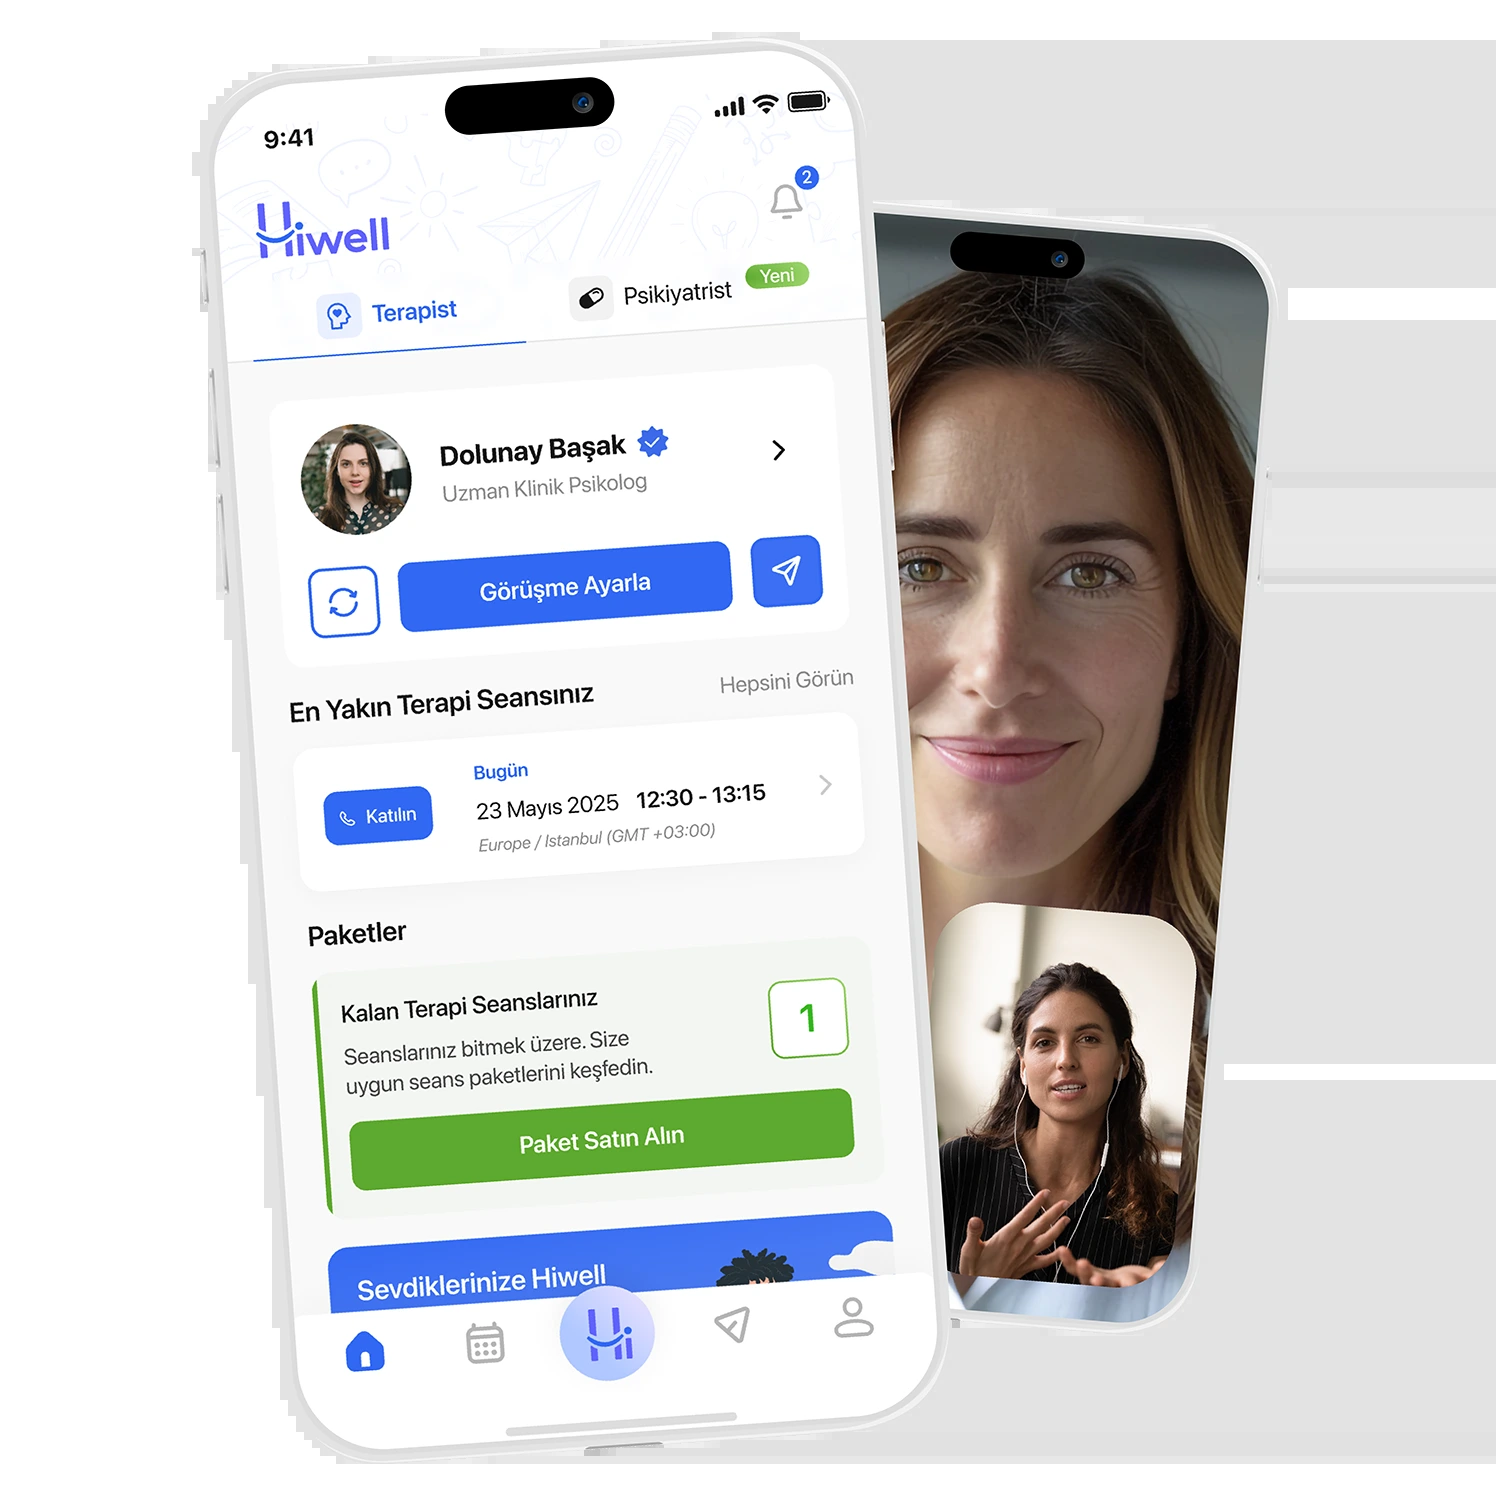 9:41
2
Hiwell
Terapist
Psikiyatrist
Yeni
Dolunay Başak
Uzman Klinik Psikolog
Görüşme Ayarla
En Yakın Terapi Seansınız
Hepsini Görün
Katılın
Bugün
23 Mayıs 2025 12:30 - 13:15
Europe / Istanbul (GMT +03:00)
Paketler
Kalan Terapi Seanslarınız
1
Seanslarınız bitmek üzere. Size
uygun seans paketlerini keşfedin.
Paket Satın Alın
Sevdiklerinize Hiwell
Hi